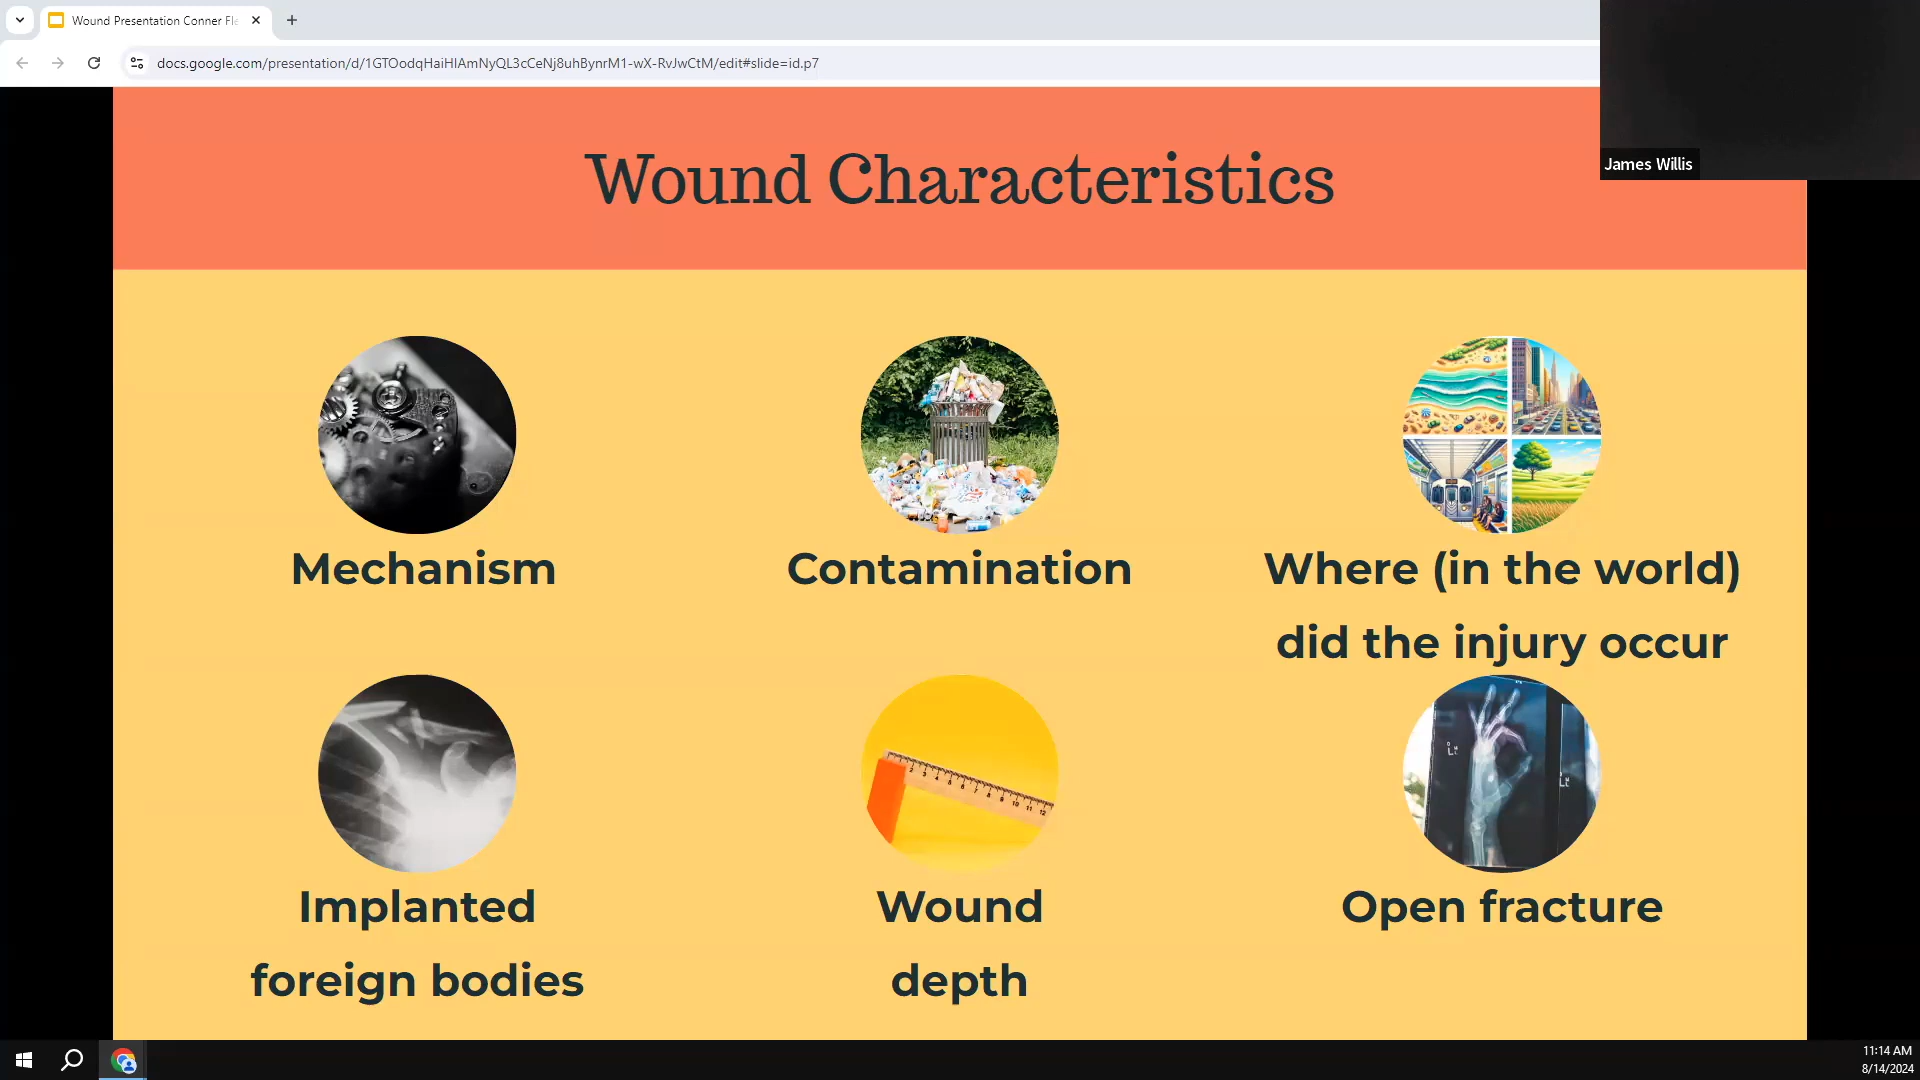 Wound Presentation Conner Fle
docs.google.com/presentation/d/1GTOodqHaiHIAmNyQL3cCeNj8uhBynrM1-wX-RvJwCtM/edit#slide=id.p7
James Willis
Wound Characteristics
Mechanism
Contamination
Where (in the world)
did the injury occur
Implanted
foreign bodies
Wound
depth
Open fracture
11:14 AM
8/14/2024